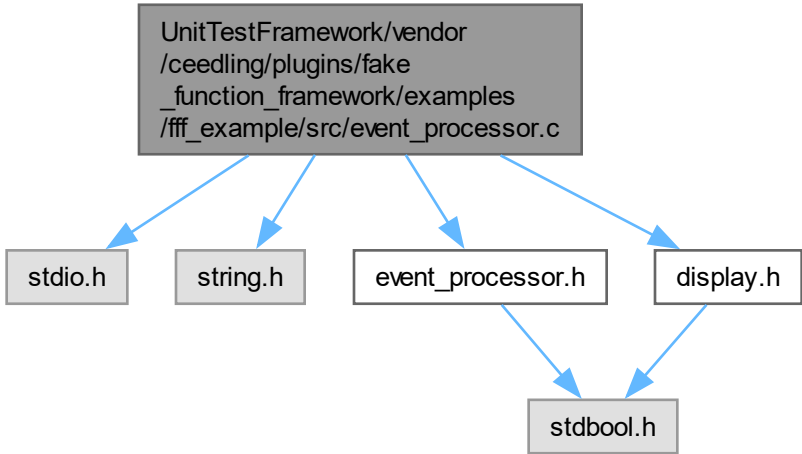 UnitTestFramework/vendor
/ceedling/plugins/fake
_function_framework/examples
/fff_example/src/event_processor.c
stdio.h
string.h
event_processor.h
display.h
stdbool.h